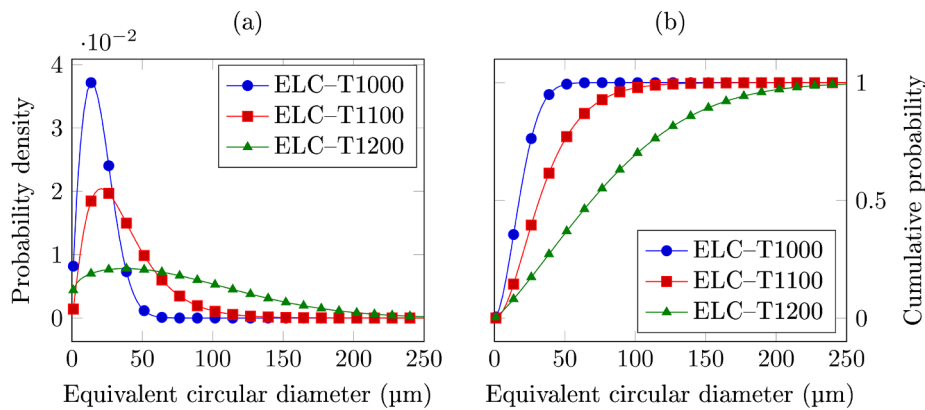 (a)
·10⁻²
4
3
2
1
0
Probability density
ELC–T1000
ELC–T1100
ELC–T1200
0 50 100 150 200 250
Equivalent circular diameter (µm)
(b)
1
0.5
0
Cumulative probability
ELC–T1000
ELC–T1100
ELC–T1200
0 50 100 150 200 250
Equivalent circular diameter (µm)